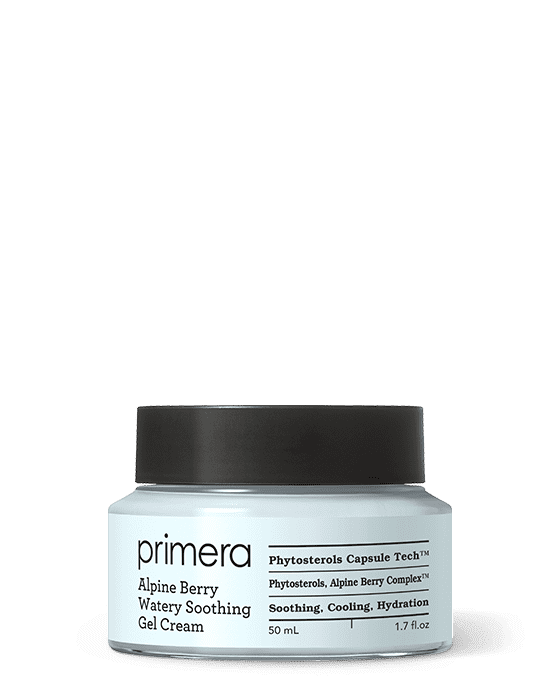 primera
Alpine Berry
Watery Soothing
Gel Cream
Phytosterols Capsule Tech™
Phytosterols, Alpine Berry Complex™
Soothing, Cooling, Hydration
50 mL 1.7 fl.oz